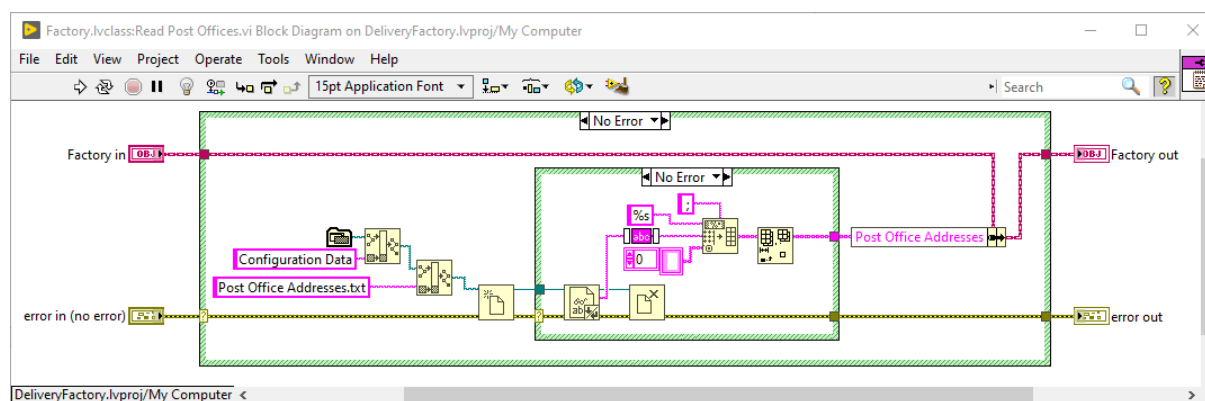 Factory.lvclass:Read Post Offices.vi Block Diagram on DeliveryFactory.lvproj/My Computer
File Edit View Project Operate Tools Window Help
15pt Application Font
Search
No Error
Factory in
OBJ
OBJ
Factory out
No Error
;
%s
abc
Post Office Addresses
0
Configuration Data
Post Office Addresses.txt
error in (no error)
?
?
error out
DeliveryFactory.lvproj/My Computer